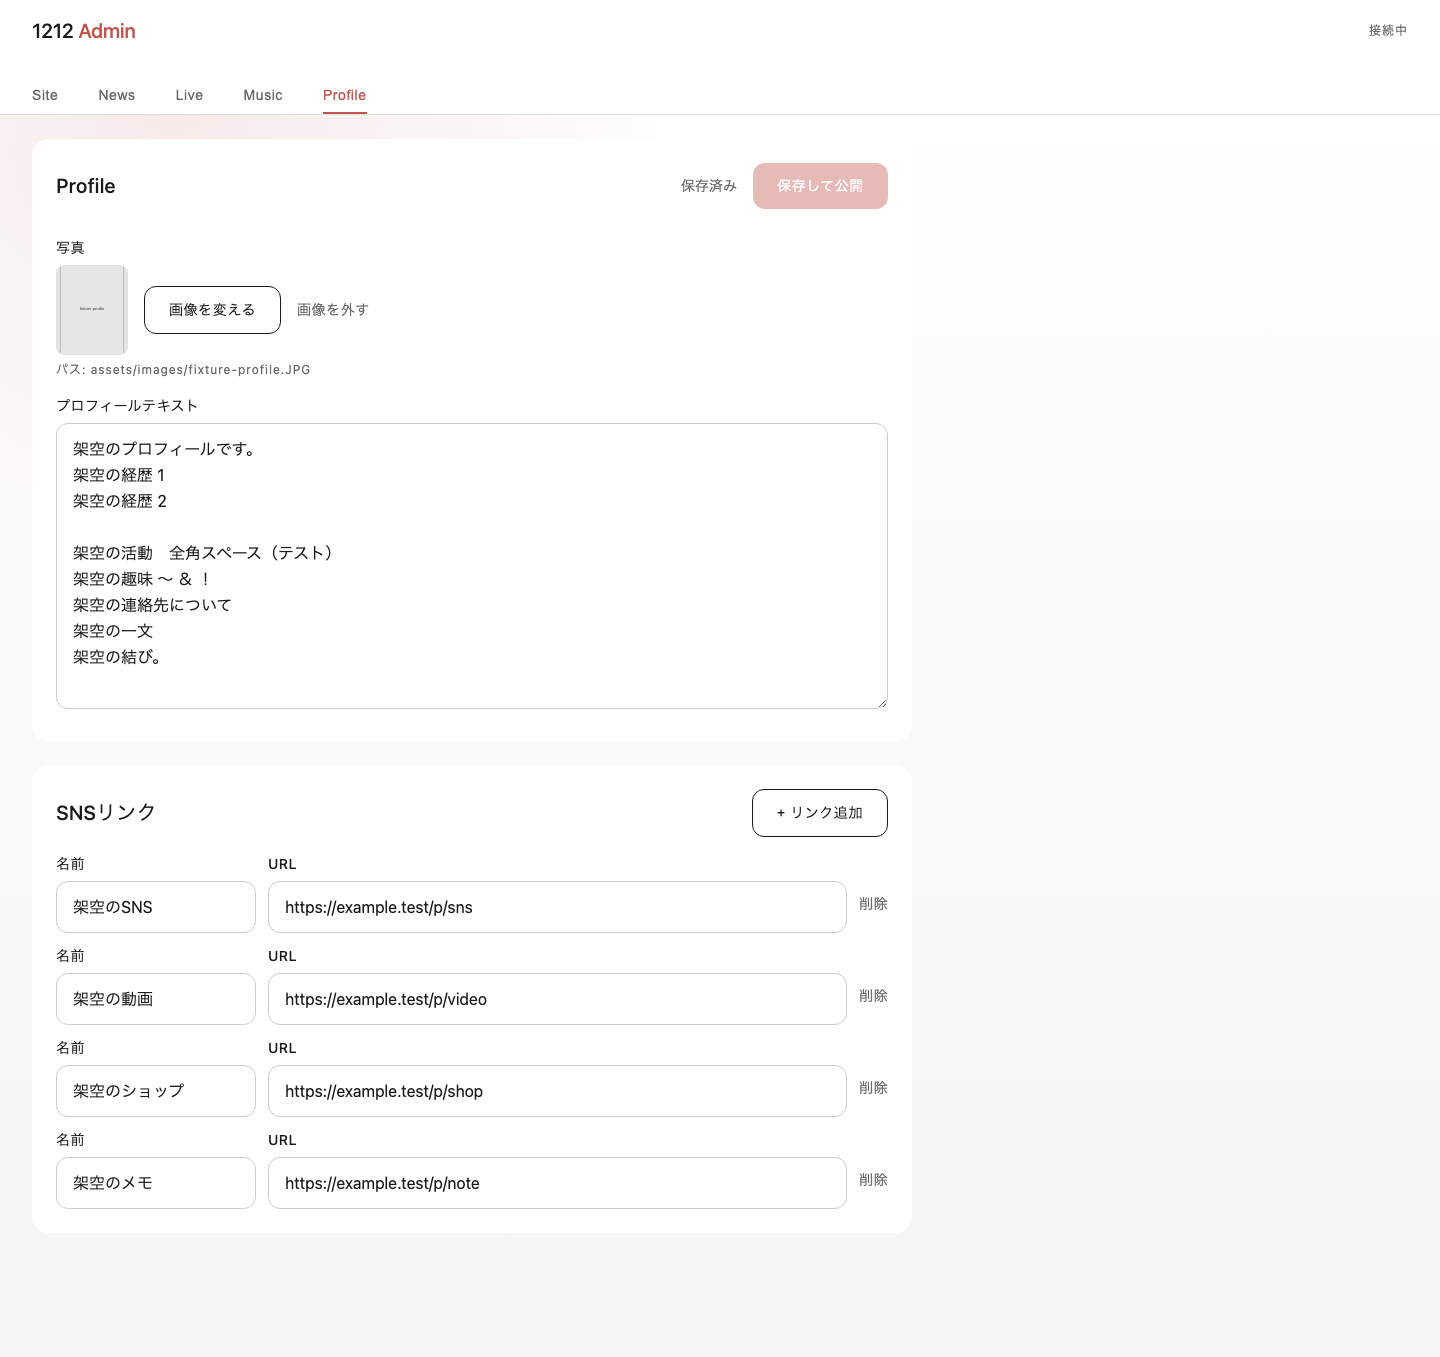 1212 Admin
接続中
Site
News
Live
Music
Profile
Profile
保存済み
保存して公開
写真
fixture-profile
画像を変える
画像を外す
パス: assets/images/fixture-profile.JPG
プロフィールテキスト
架空のプロフィールです。
架空の経歴 1
架空の経歴 2
架空の活動　全角スペース（テスト）
架空の趣味 〜 ＆ ！
架空の連絡先について
架空の一文
架空の結び。
SNSリンク
+ リンク追加
名前
URL
架空のSNS
https://example.test/p/sns
削除
名前
URL
架空の動画
https://example.test/p/video
削除
名前
URL
架空のショップ
https://example.test/p/shop
削除
名前
URL
架空のメモ
https://example.test/p/note
削除